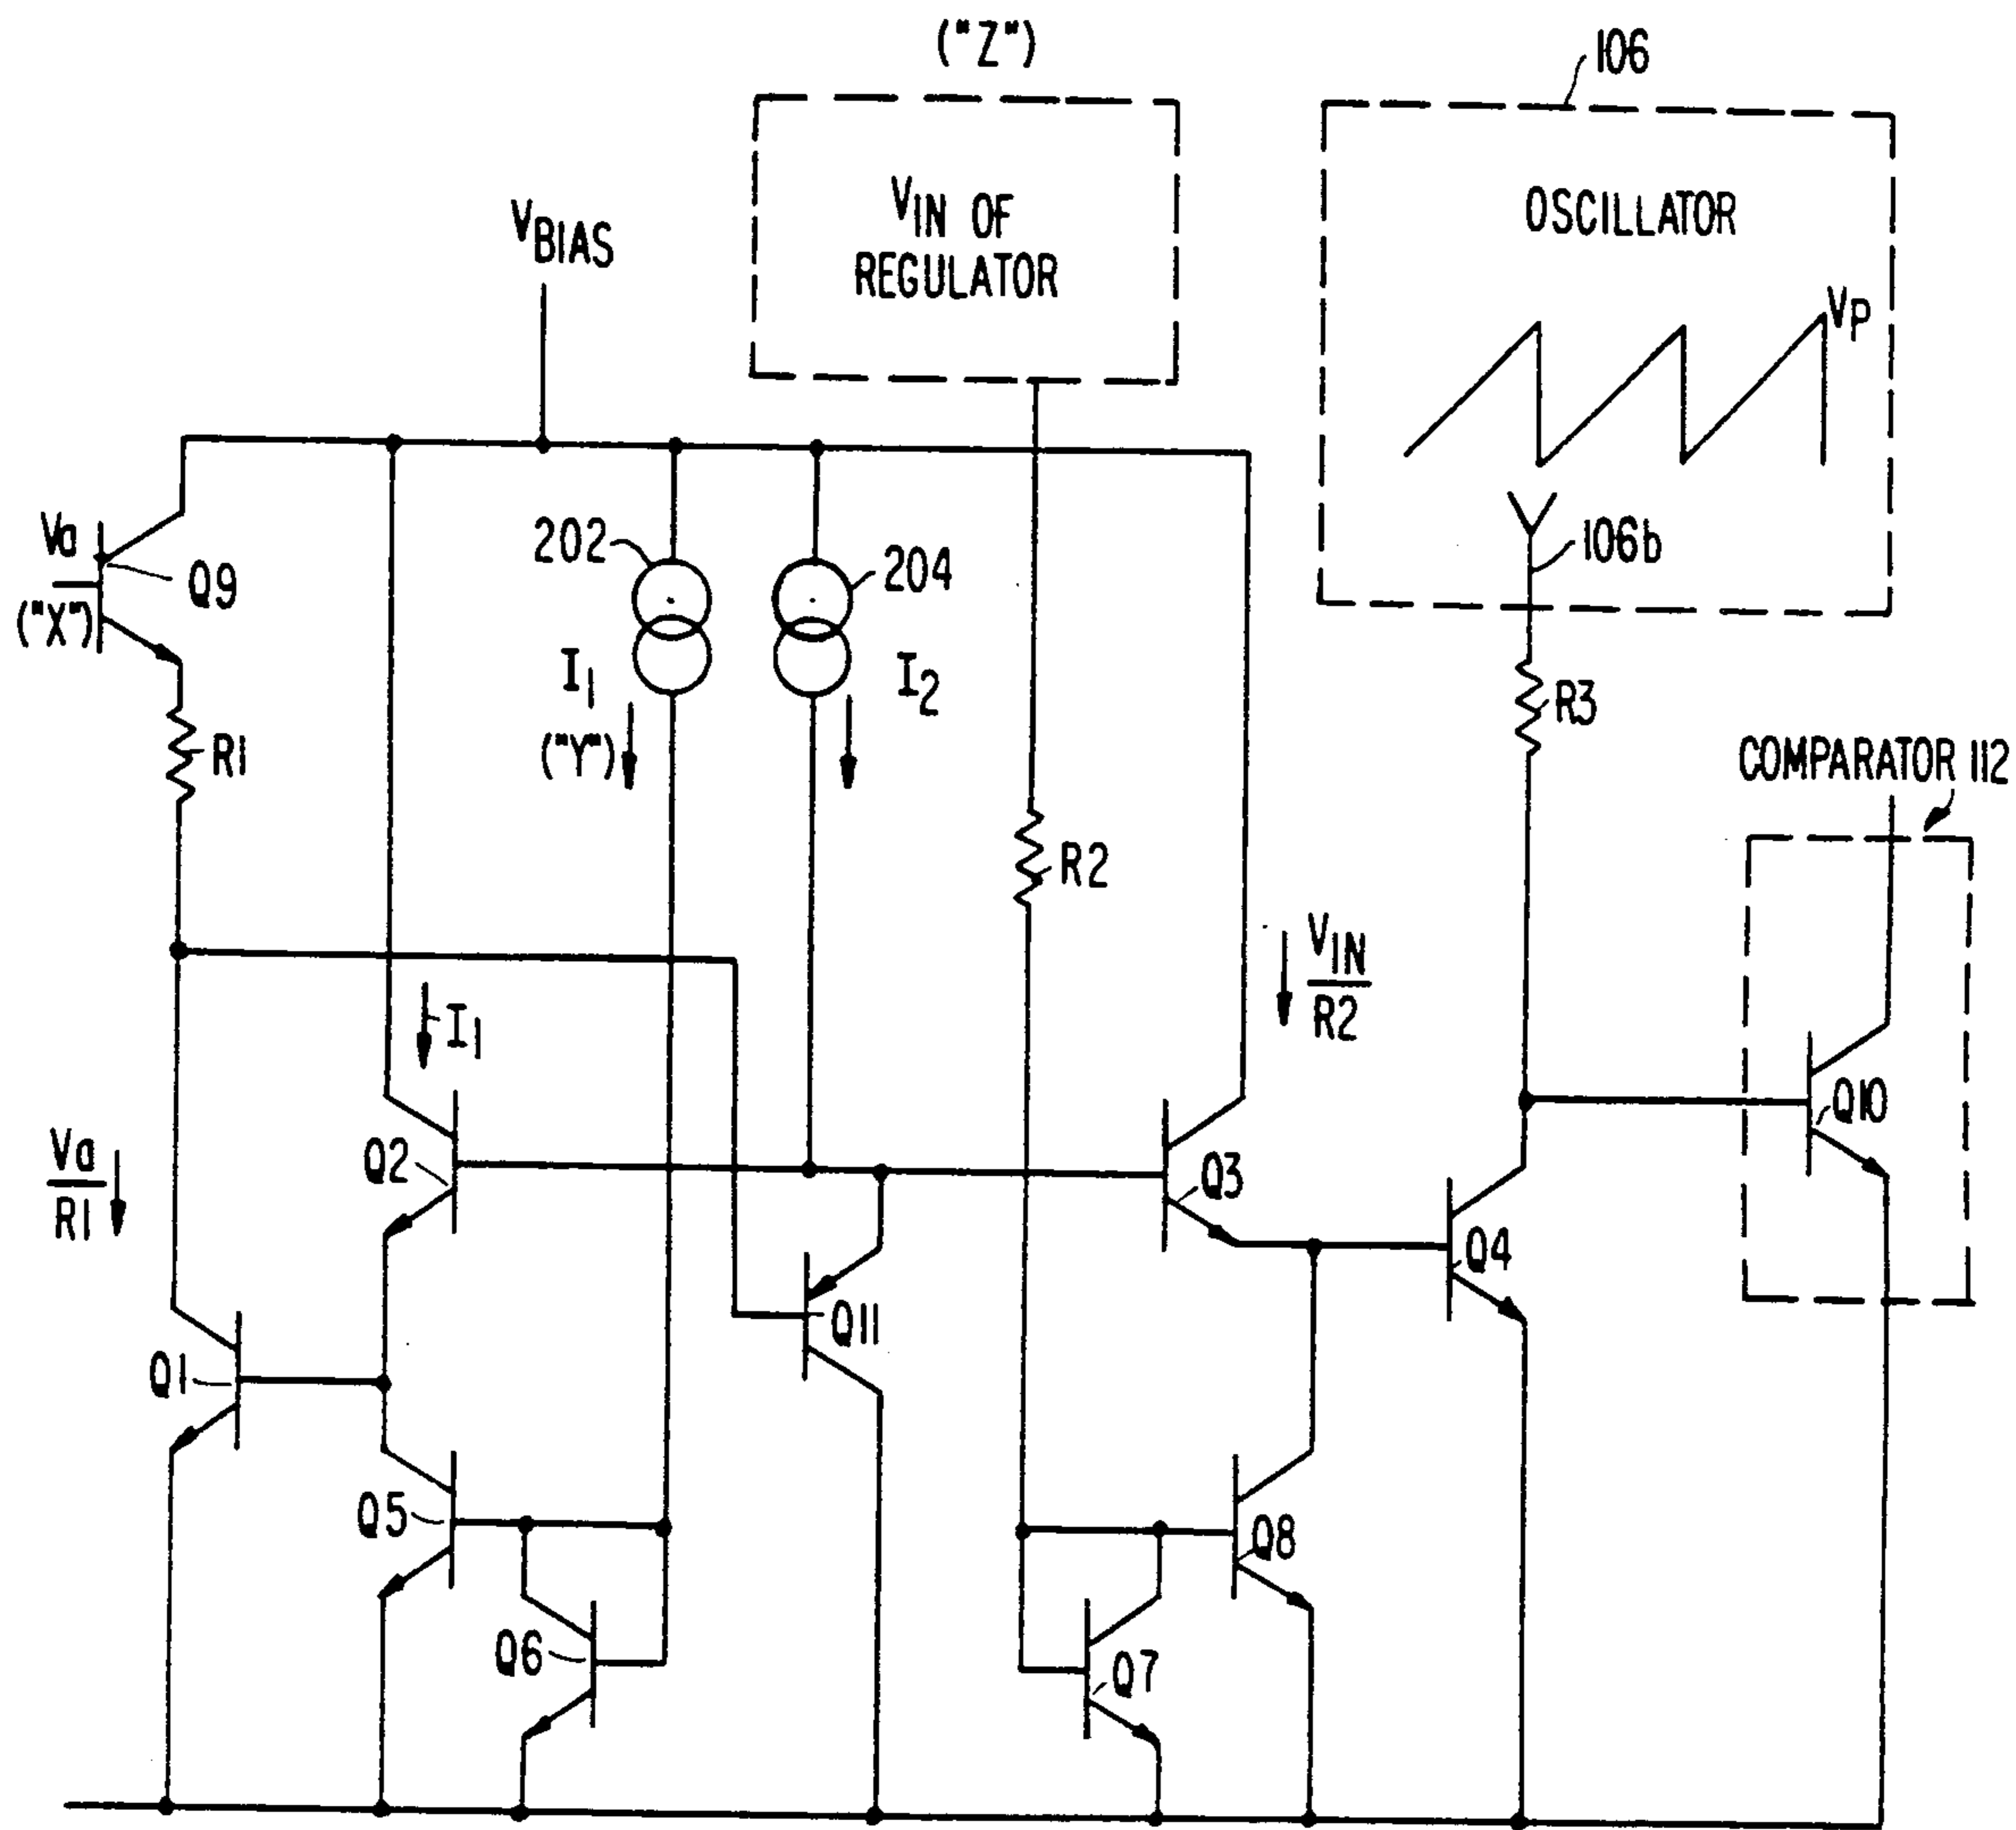 ("Z")
106
VIN OF
REGULATOR
OSCILLATOR
VP
VBIAS
Va
Q9
("X")
202
204
106b
I1
("Y")
I2
R1
R3
COMPARATOR 112
R2
VIN
R2
I1
Va
R1
Q2
Q3
Q10
Q4
Q11
Q1
Q5
Q8
Q6
Q7